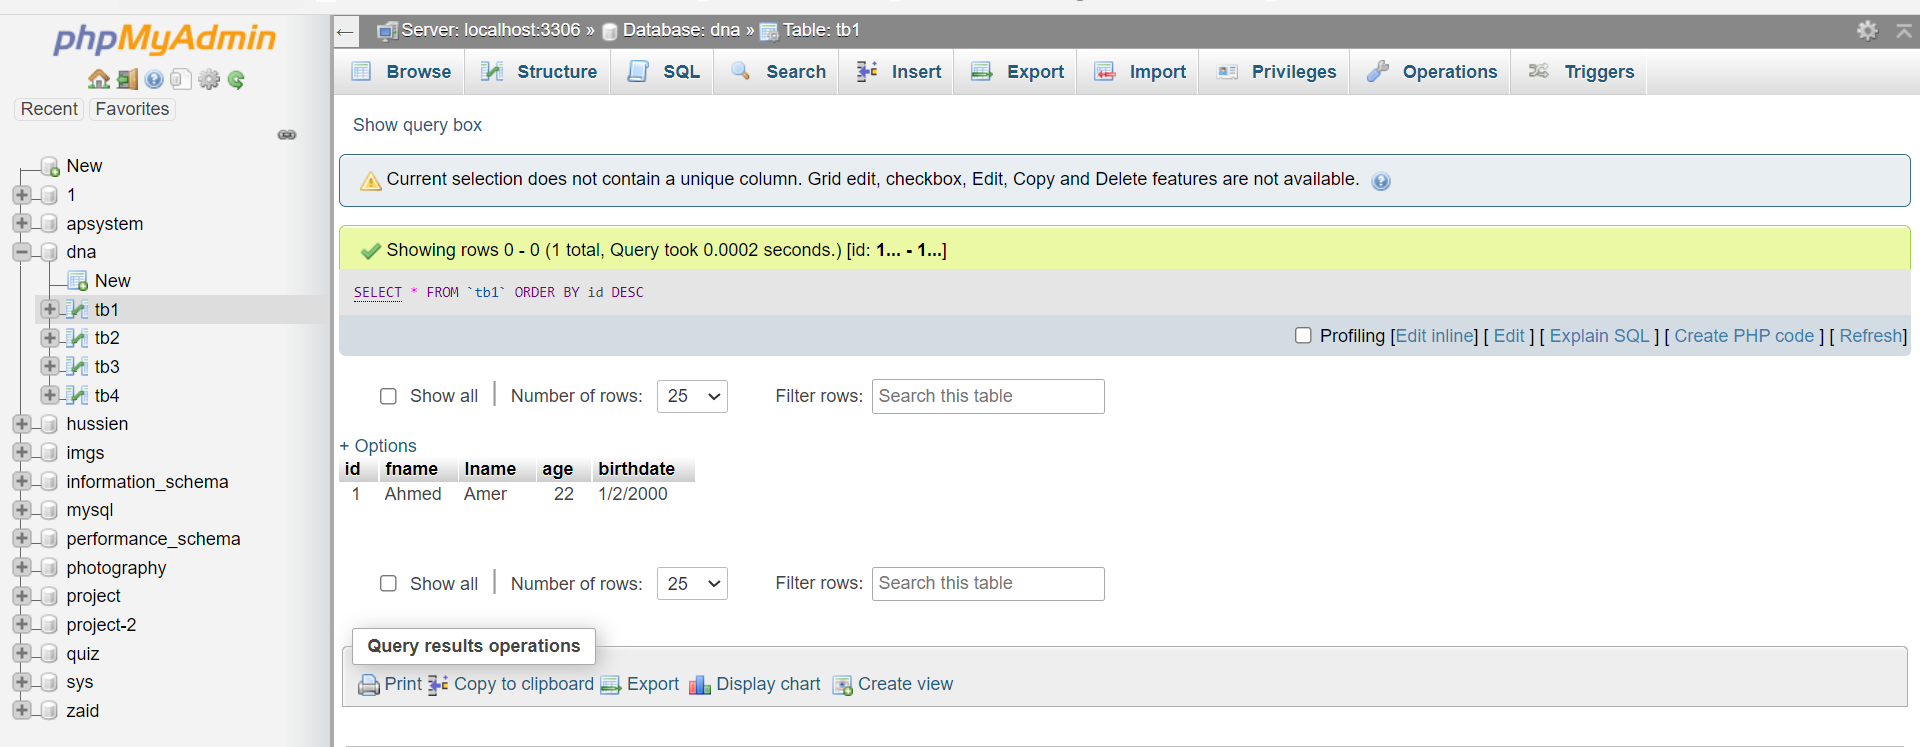 phpMyAdmin
Recent Favorites
New
1
apsystem
dna
New
tb1
tb2
tb3
tb4
hussien
imgs
information_schema
mysql
performance_schema
photography
project
project-2
quiz
sys
zaid
← Server: localhost:3306 » Database: dna » Table: tb1
Browse Structure SQL Search Insert Export Import Privileges Operations Triggers
Show query box
Current selection does not contain a unique column. Grid edit, checkbox, Edit, Copy and Delete features are not available.
Showing rows 0 - 0 (1 total, Query took 0.0002 seconds.) [id: 1... - 1...]
SELECT * FROM `tb1` ORDER BY id DESC
Profiling [Edit inline] [ Edit ] [ Explain SQL ] [ Create PHP code ] [ Refresh]
Show all | Number of rows: 25 Filter rows: Search this table
+ Options
id fname lname age birthdate
1 Ahmed Amer 22 1/2/2000
Show all | Number of rows: 25 Filter rows: Search this table
Query results operations
Print Copy to clipboard Export Display chart Create view